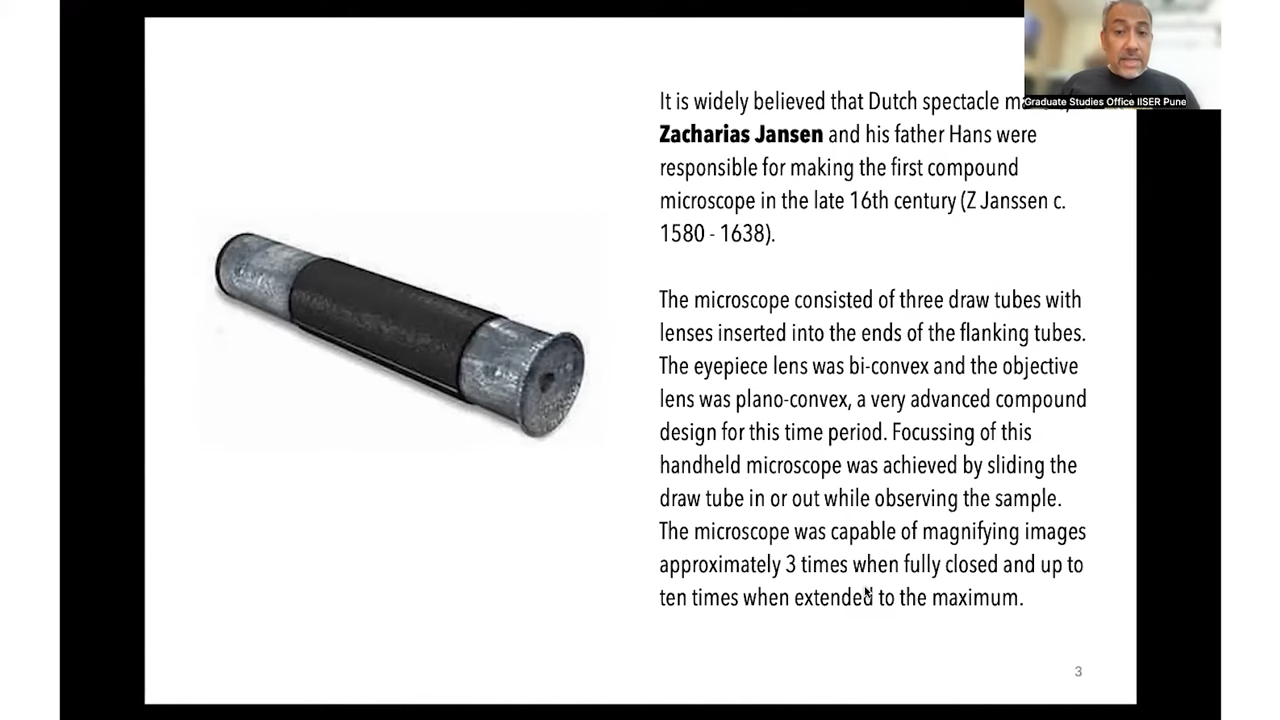 It is widely believed that Dutch spectacle
Zacharias Jansen and his father Hans were
responsible for making the first compound
microscope in the late 16th century (Z Janssen c.
1580 - 1638).
The microscope consisted of three draw tubes with
lenses inserted into the ends of the flanking tubes.
The eyepiece lens was bi-convex and the objective
lens was plano-convex, a very advanced compound
design for this time period. Focussing of this
handheld microscope was achieved by sliding the
draw tube in or out while observing the sample.
The microscope was capable of magnifying images
approximately 3 times when fully closed and up to
ten times when extended to the maximum.
3
Graduate Studies Office IISER Pune